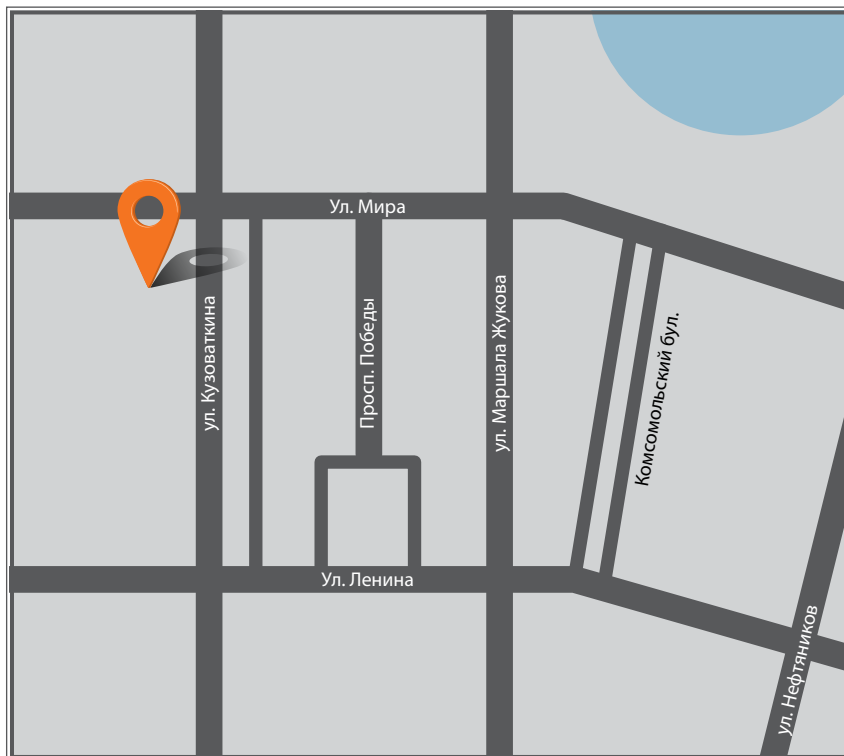 Ул. Мира
ул. Кузоваткина
Просп. Победы
ул. Маршала Жукова
Комсомольский бул.
Ул. Ленина
ул. Нефтяников